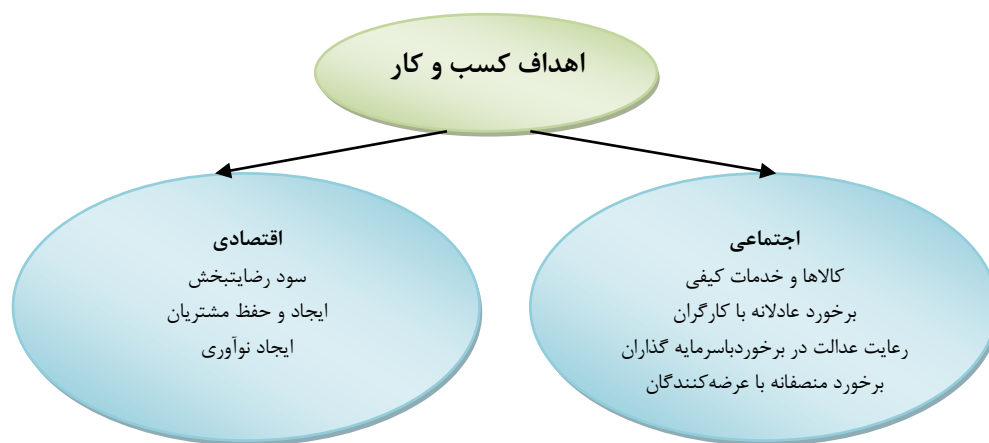 اهداف کسب و کار
اجتماعی
کالاها و خدمات کیفی
برخورد عادلانه با کارگران
رعایت عدالت در برخوردباسرمایه گذاران
برخورد منصفانه با عرضه‌کنندگان
اقتصادی
سود رضایتبخش
ایجاد و حفظ مشتریان
ایجاد نوآوری